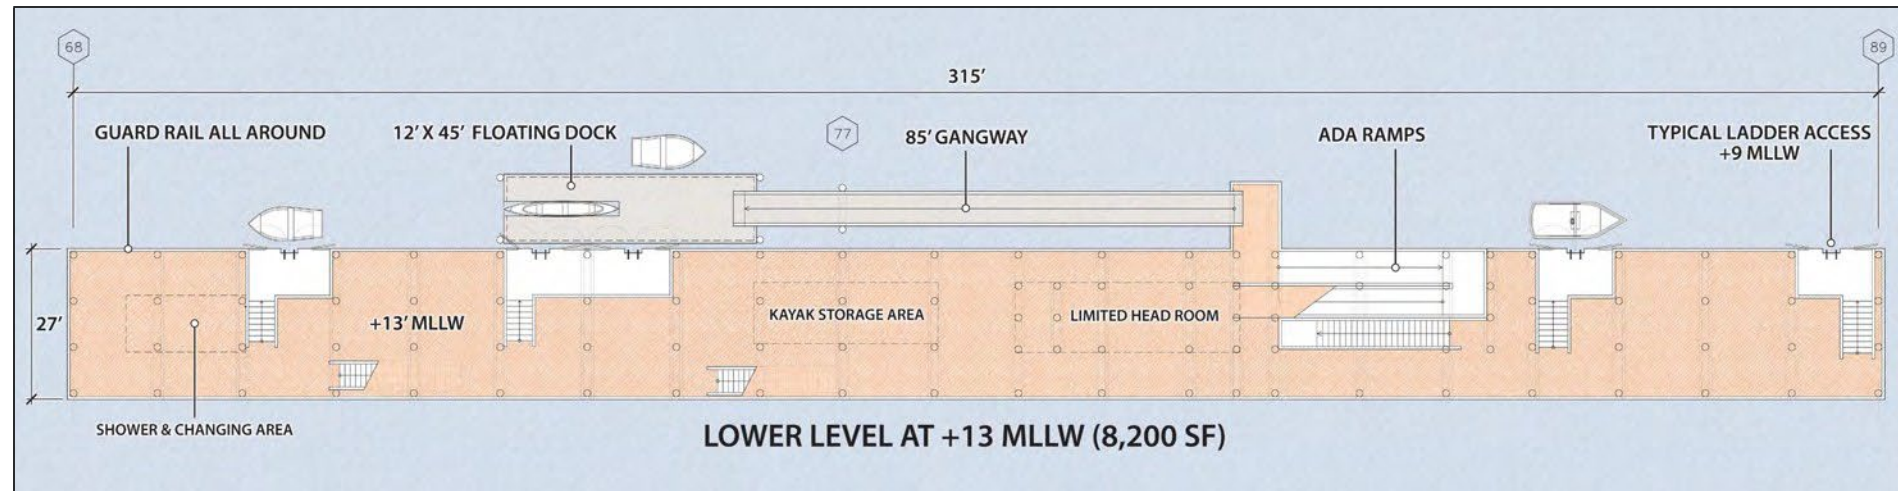 68
89
315'
GUARD RAIL ALL AROUND
12' X 45' FLOATING DOCK
77
85' GANGWAY
ADA RAMPS
TYPICAL LADDER ACCESS
+9 MLLW
27'
+13' MLLW
KAYAK STORAGE AREA
LIMITED HEAD ROOM
SHOWER & CHANGING AREA
LOWER LEVEL AT +13 MLLW (8,200 SF)